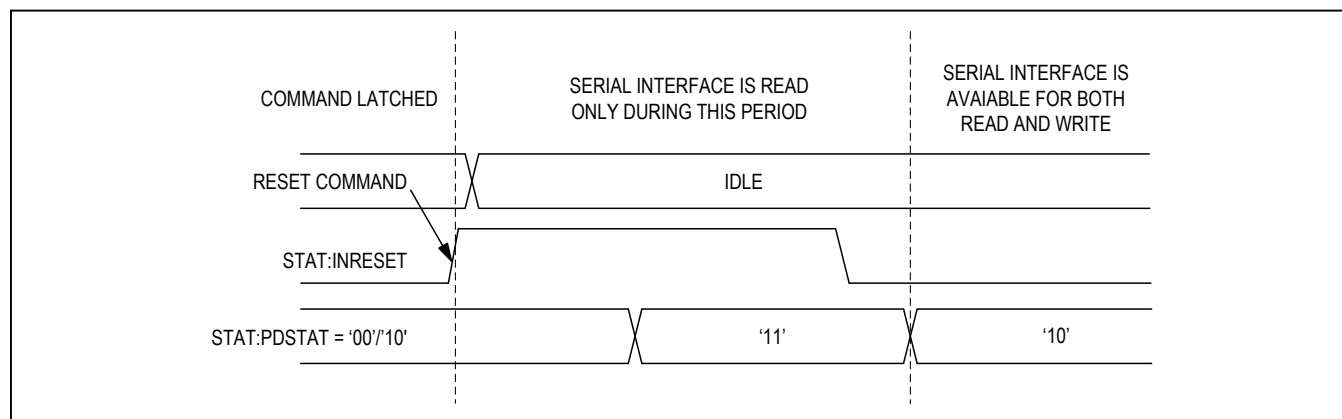 COMMAND LATCHED
SERIAL INTERFACE IS READ
ONLY DURING THIS PERIOD
SERIAL INTERFACE IS
AVAIABLE FOR BOTH
READ AND WRITE
RESET COMMAND
IDLE
STAT:INRESET
STAT:PDSTAT = ‘00’/’10'
‘11’
‘10’